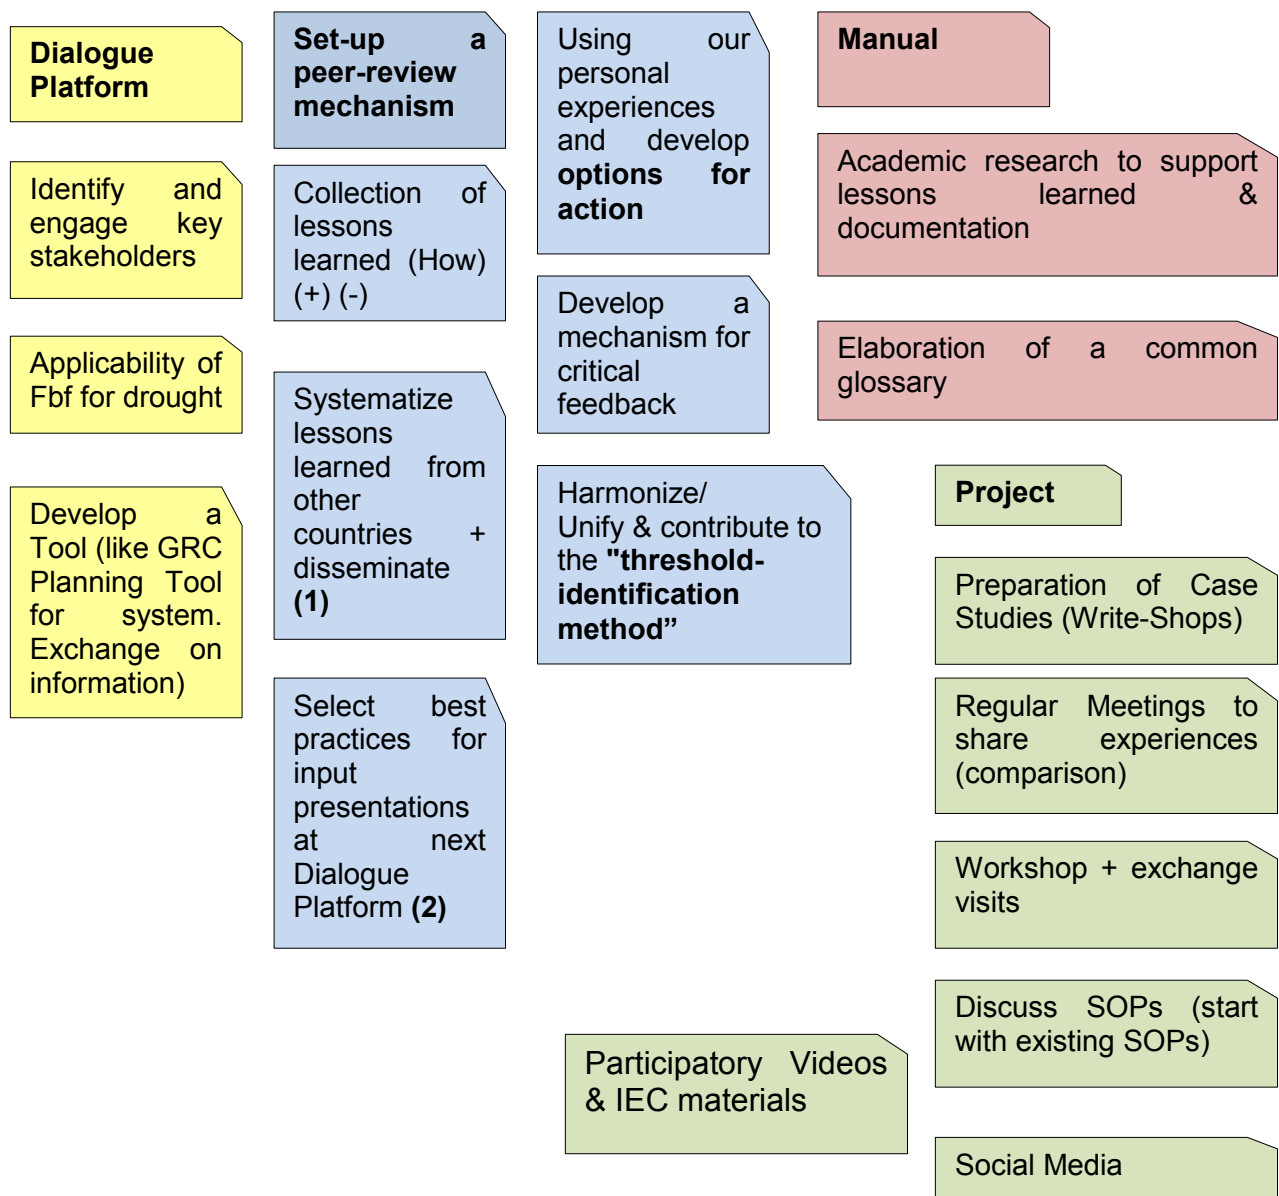 Dialogue
Platform
Identify and
engage key
stakeholders
Applicability of
Fbf for drought
Develop a
Tool (like GRC
Planning Tool
for system.
Exchange on
information)
Set-up a
peer-review
mechanism
Collection of
lessons
learned (How)
(+) (-)
Systematize
lessons
learned from
other
countries +
disseminate
(1)
Select best
practices for
input
presentations
at next
Dialogue
Platform (2)
Using our
personal
experiences
and develop
options for
action
Develop a
mechanism for
critical
feedback
Harmonize/
Unify & contribute to
the "threshold-
identification
method”
Manual
Academic research to support
lessons learned &
documentation
Elaboration of a common
glossary
Project
Preparation of Case
Studies (Write-Shops)
Regular Meetings to
share experiences
(comparison)
Workshop + exchange
visits
Discuss SOPs (start
with existing SOPs)
Participatory Videos
& IEC materials
Social Media